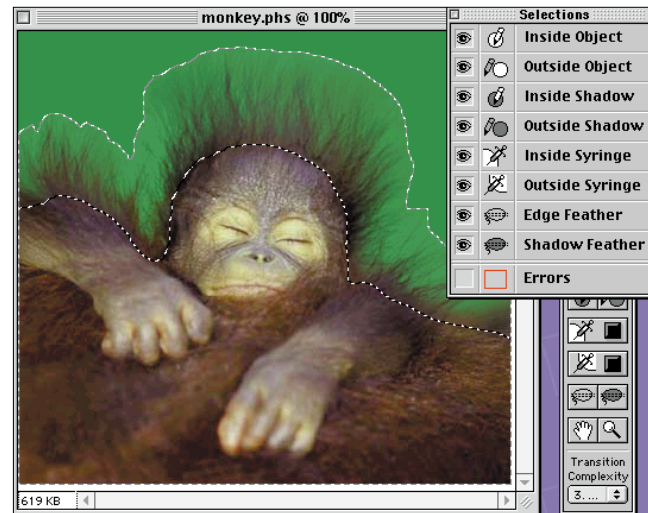 monkey.phs @ 100%
Selections
Inside Object
Outside Object
Inside Shadow
Outside Shadow
Inside Syringe
Outside Syringe
Edge Feather
Shadow Feather
Errors
Transition
Complexity
3. ...
619 KB